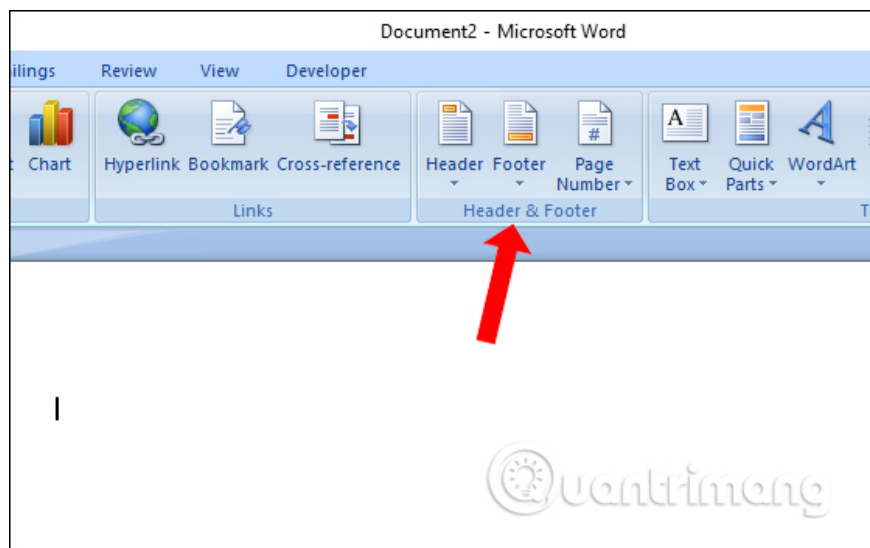 Document2 - Microsoft Word
ilings Review View Developer
Chart Hyperlink Bookmark Cross-reference Header Footer Page Number Text Box Quick Parts WordArt
Links Header & Footer T
A
#
A
Quantrimang